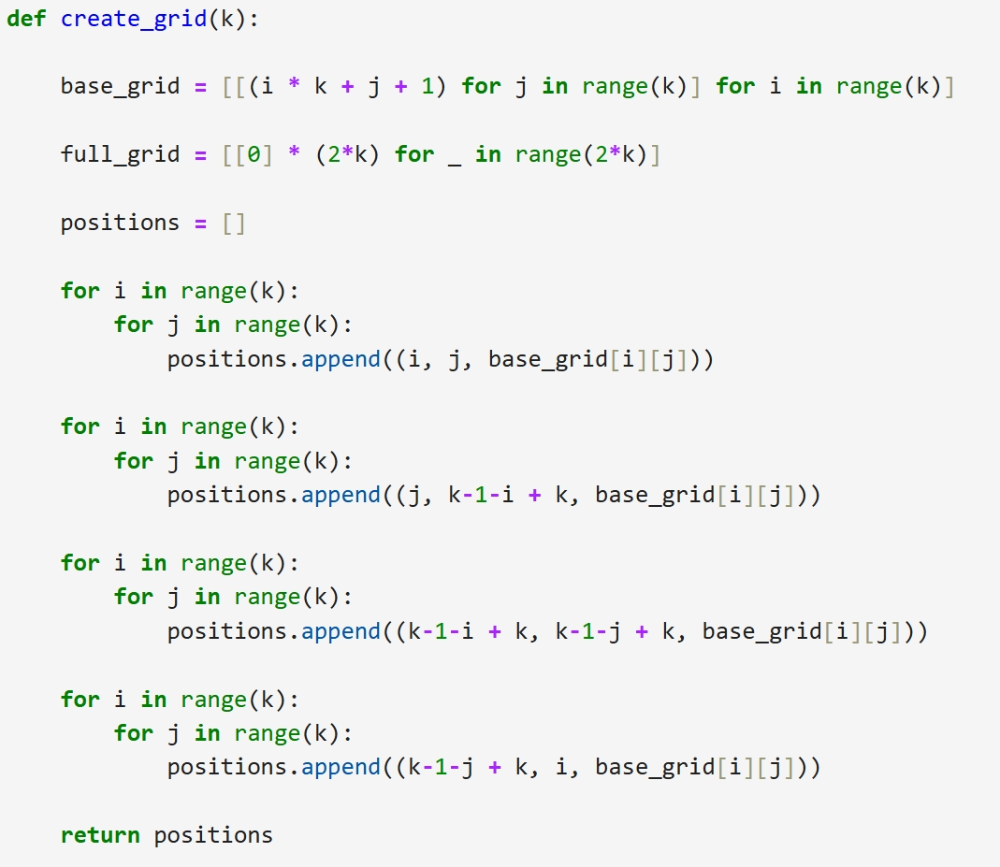 def create_grid(k):
    base_grid = [[(i * k + j + 1) for j in range(k)] for i in range(k)]
    full_grid = [[0] * (2*k) for _ in range(2*k)]
    positions = []
    for i in range(k):
        for j in range(k):
            positions.append((i, j, base_grid[i][j]))
    for i in range(k):
        for j in range(k):
            positions.append((j, k-1-i + k, base_grid[i][j]))
    for i in range(k):
        for j in range(k):
            positions.append((k-1-i + k, k-1-j + k, base_grid[i][j]))
    for i in range(k):
        for j in range(k):
            positions.append((k-1-j + k, i, base_grid[i][j]))
    return positions